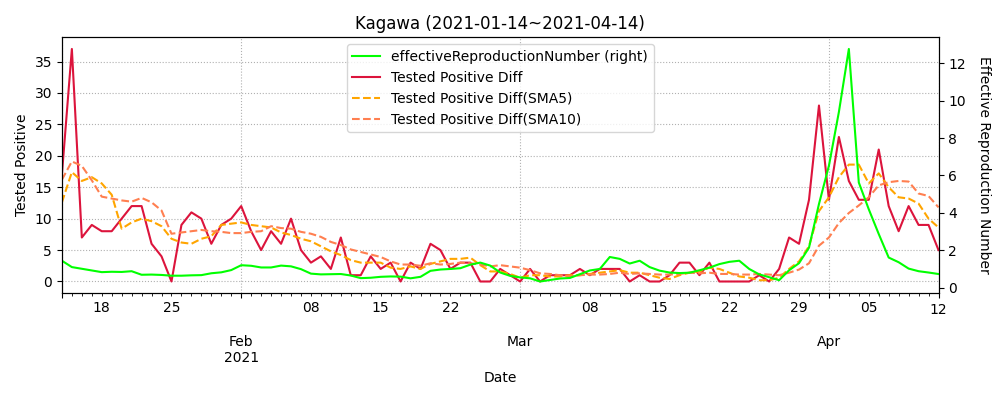 Kagawa (2021-01-14~2021-04-14)
effectiveReproductionNumber (right)
Tested Positive Diff
Tested Positive Diff(SMA5)
Tested Positive Diff(SMA10)
Tested Positive
35
30
25
20
15
10
5
0
Effective Reproduction Number
12
10
8
6
4
2
0
18 25 08 15 22 08 15 22 29 05 12
Feb Mar Apr
2021
Date